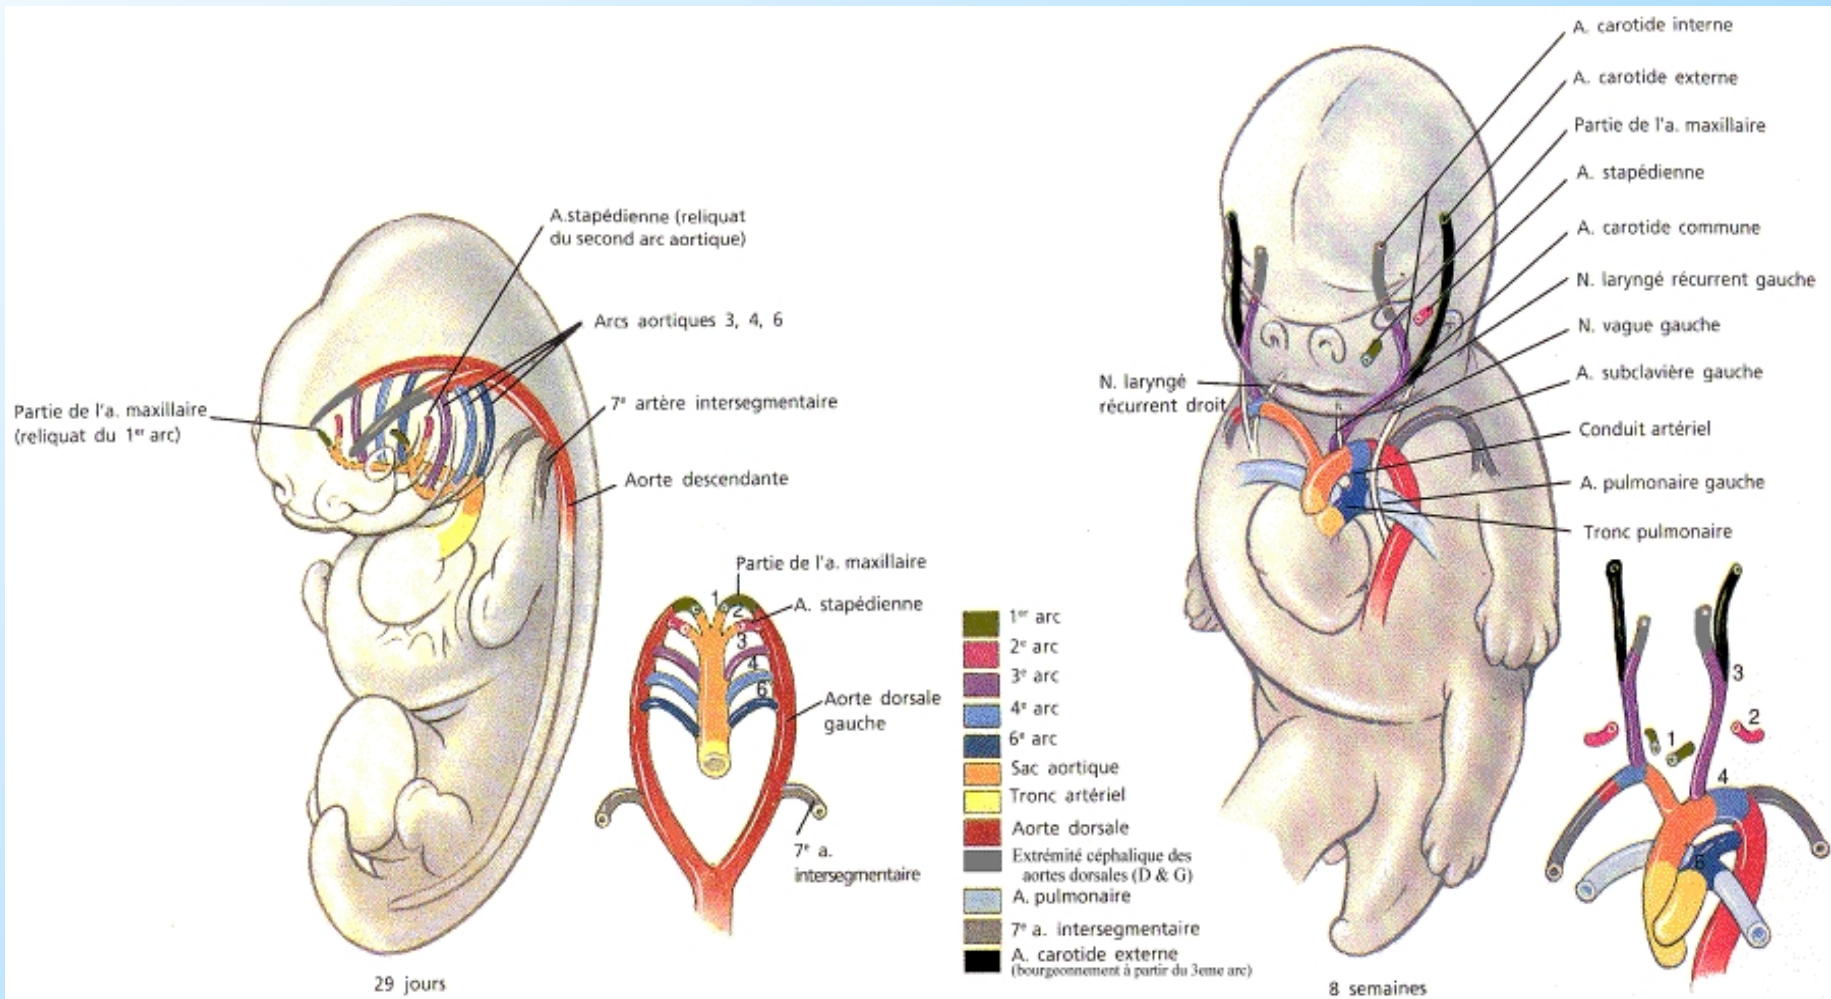 A.stapédienne (reliquat
du second arc aortique)
Arcs aortiques 3, 4, 6
7e artère intersegmentaire
Partie de l'a. maxillaire
(reliquat du 1er arc)
Aorte descendante
29 jours
Partie de l'a. maxillaire
A. stapédienne
1
2
3
4
6
Aorte dorsale
gauche
7e a.
intersegmentaire
1er arc
2e arc
3e arc
4e arc
6e arc
Sac aortique
Tronc artériel
Aorte dorsale
Extrémité céphalique des
aortes dorsales (D & G)
A. pulmonaire
7e a. intersegmentaire
A. carotide externe
(bourgeonnement à partir du 3eme arc)
A. carotide interne
A. carotide externe
Partie de l'a. maxillaire
A. stapédienne
A. carotide commune
N. laryngé récurrent gauche
N. vague gauche
A. subclavière gauche
Conduit artériel
A. pulmonaire gauche
Tronc pulmonaire
N. laryngé
récurrent droit
8 semaines
3
2
1
4
6